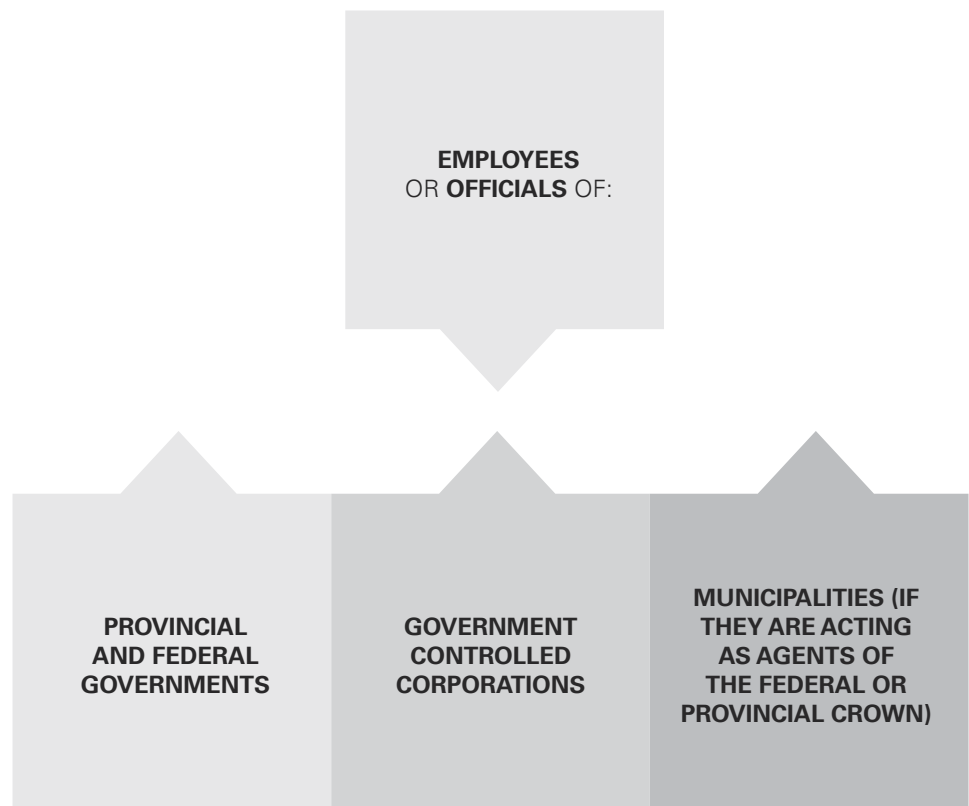 EMPLOYEES
OR OFFICIALS OF:
PROVINCIAL
AND FEDERAL
GOVERNMENTS
GOVERNMENT
CONTROLLED
CORPORATIONS
MUNICIPALITIES (IF
THEY ARE ACTING
AS AGENTS OF
THE FEDERAL OR
PROVINCIAL CROWN)